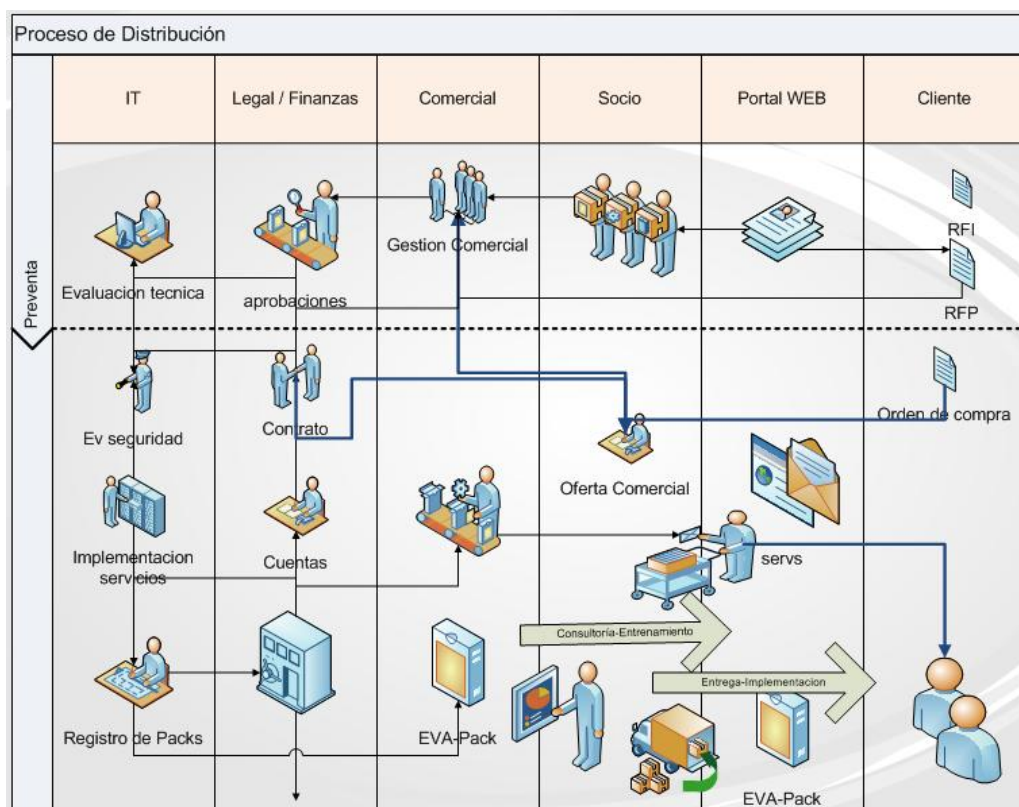 Proceso de Distribución
IT
Legal / Finanzas
Comercial
Socio
Portal WEB
Cliente
Preventa
Gestion Comercial
RFI
Evaluacion tecnica
aprobaciones
RFP
Ev seguridad
Contrato
Orden de compra
Oferta Comercial
Implementacion
servicios
Cuentas
servs
Consultoría-Entrenamiento
Entrega-Implementacion
Registro de Packs
EVA-Pack
EVA-Pack